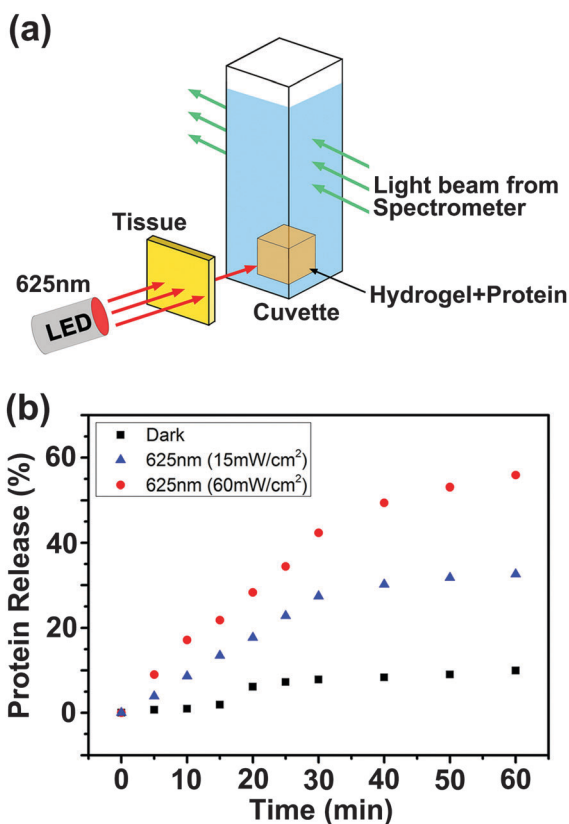 (a)
Light beam from
Spectrometer
Tissue
625nm
LED
Hydrogel+Protein
Cuvette
(b)
Dark
625nm (15mW/cm²)
625nm (60mW/cm²)
Protein Release (%)
60
40
20
0
0 10 20 30 40 50 60
Time (min)